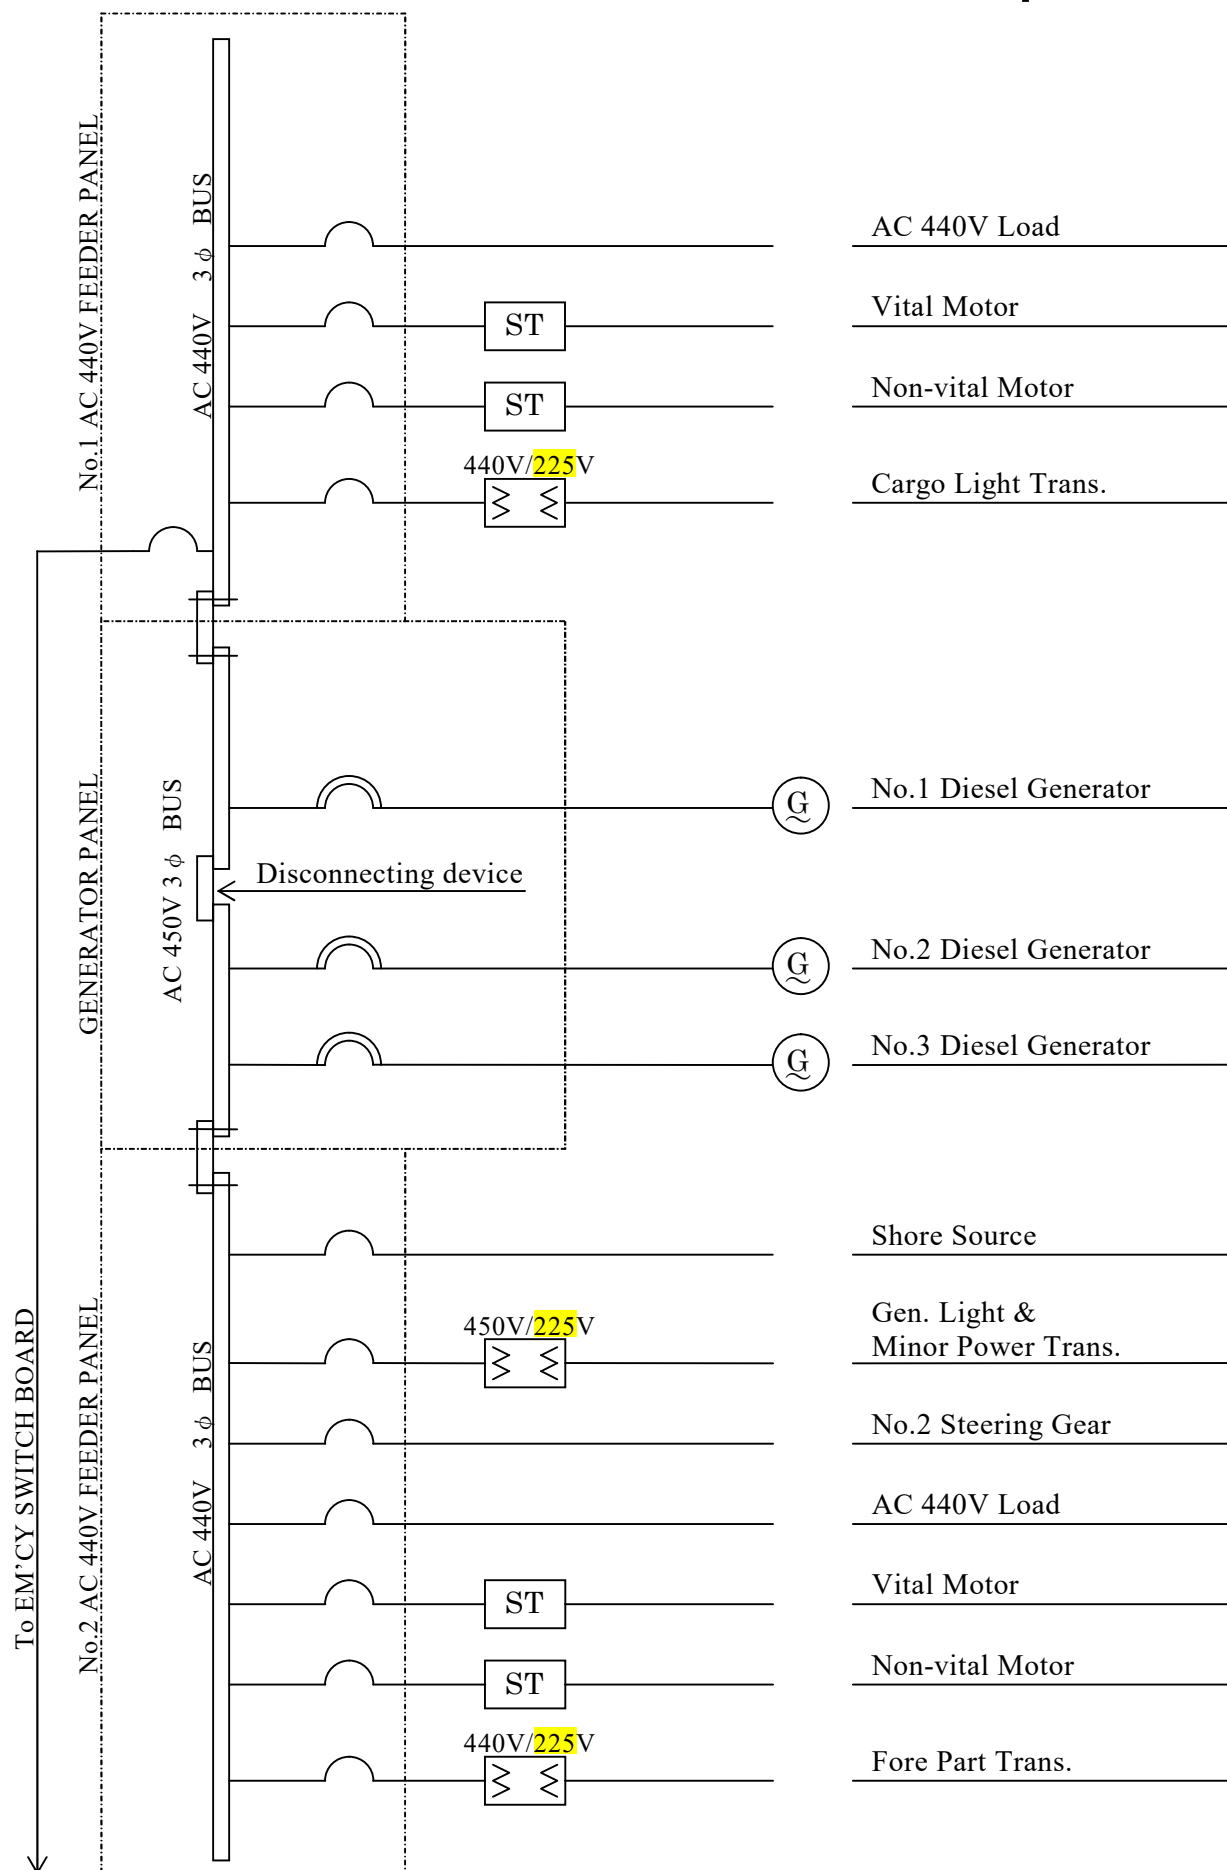 No.1 AC 440V FEEDER PANEL
AC 440V 3 ϕ BUS
AC 440V Load
ST
Vital Motor
ST
Non-vital Motor
440V/225V
Cargo Light Trans.
GENERATOR PANEL
AC 450V 3 ϕ BUS
G
No.1 Diesel Generator
Disconnecting device
G
No.2 Diesel Generator
G
No.3 Diesel Generator
To EM’CY SWITCH BOARD
No.2 AC 440V FEEDER PANEL
AC 440V 3 ϕ BUS
Shore Source
450V/225V
Gen. Light &
Minor Power Trans.
No.2 Steering Gear
AC 440V Load
ST
Vital Motor
ST
Non-vital Motor
440V/225V
Fore Part Trans.